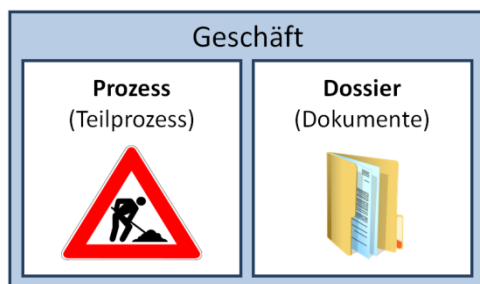 Geschäft
Prozess
(Teilprozess)
Dossier
(Dokumente)